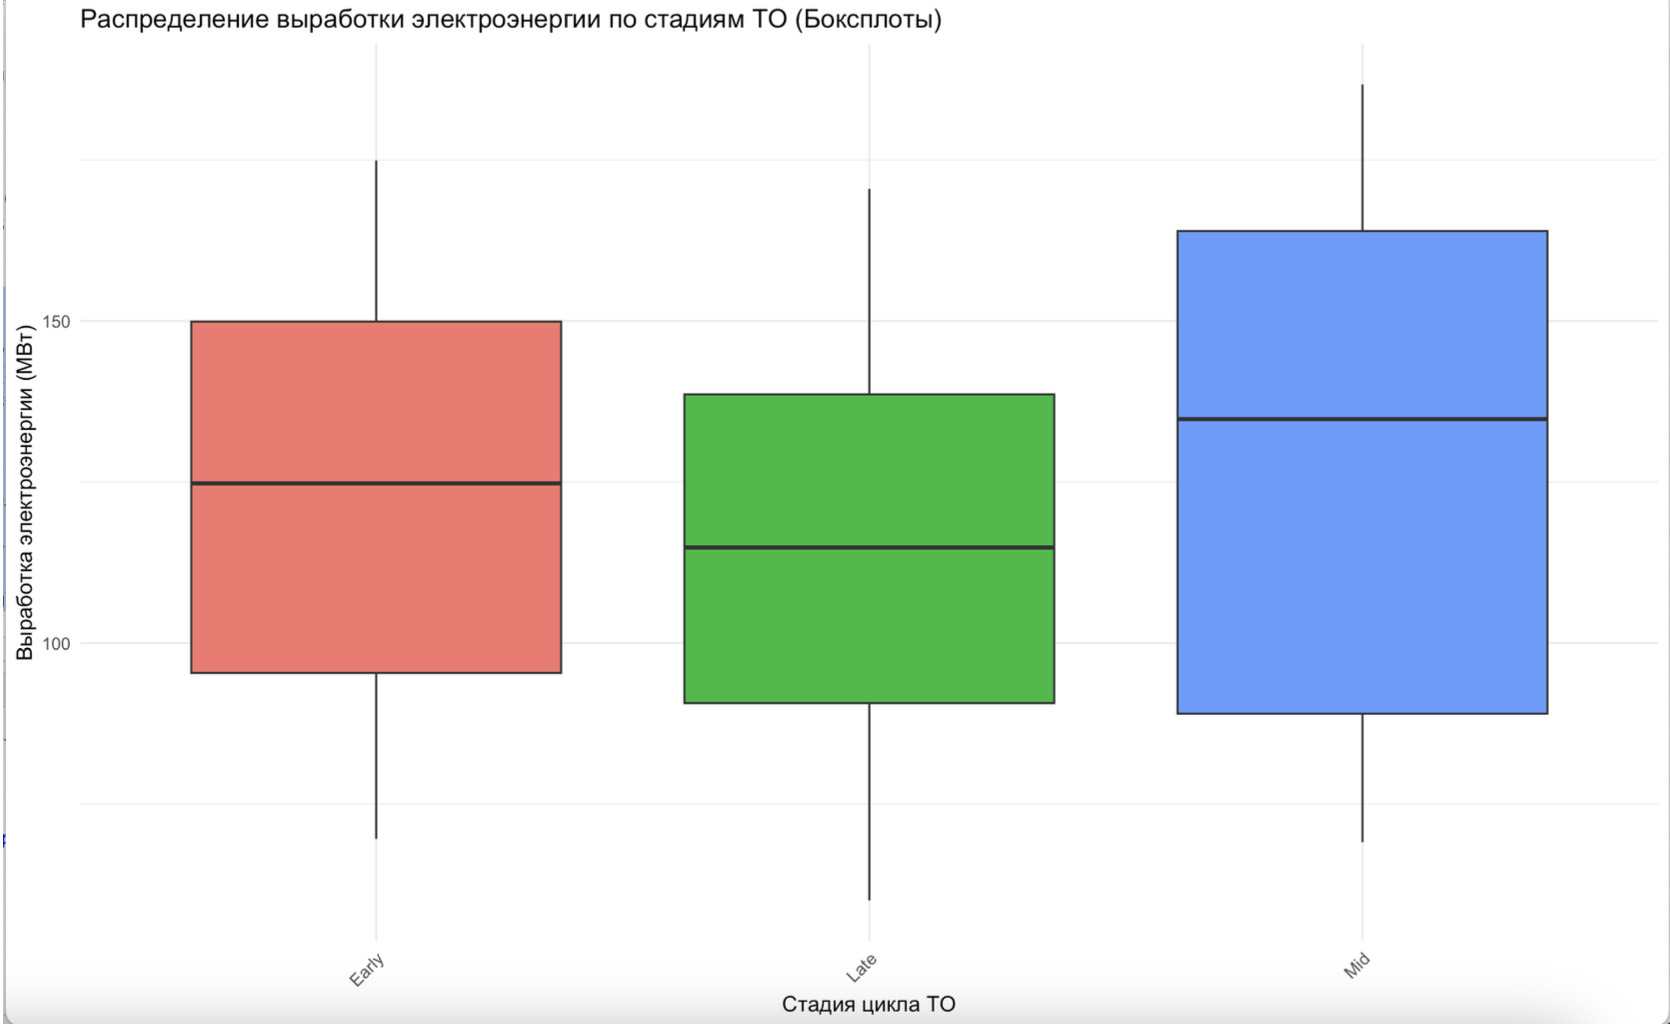 Распределение выработки электроэнергии по стадиям ТО (Боксплоты)
Выработка электроэнергии (МВт)
150
100
Early
Late
Mid
Стадия цикла ТО